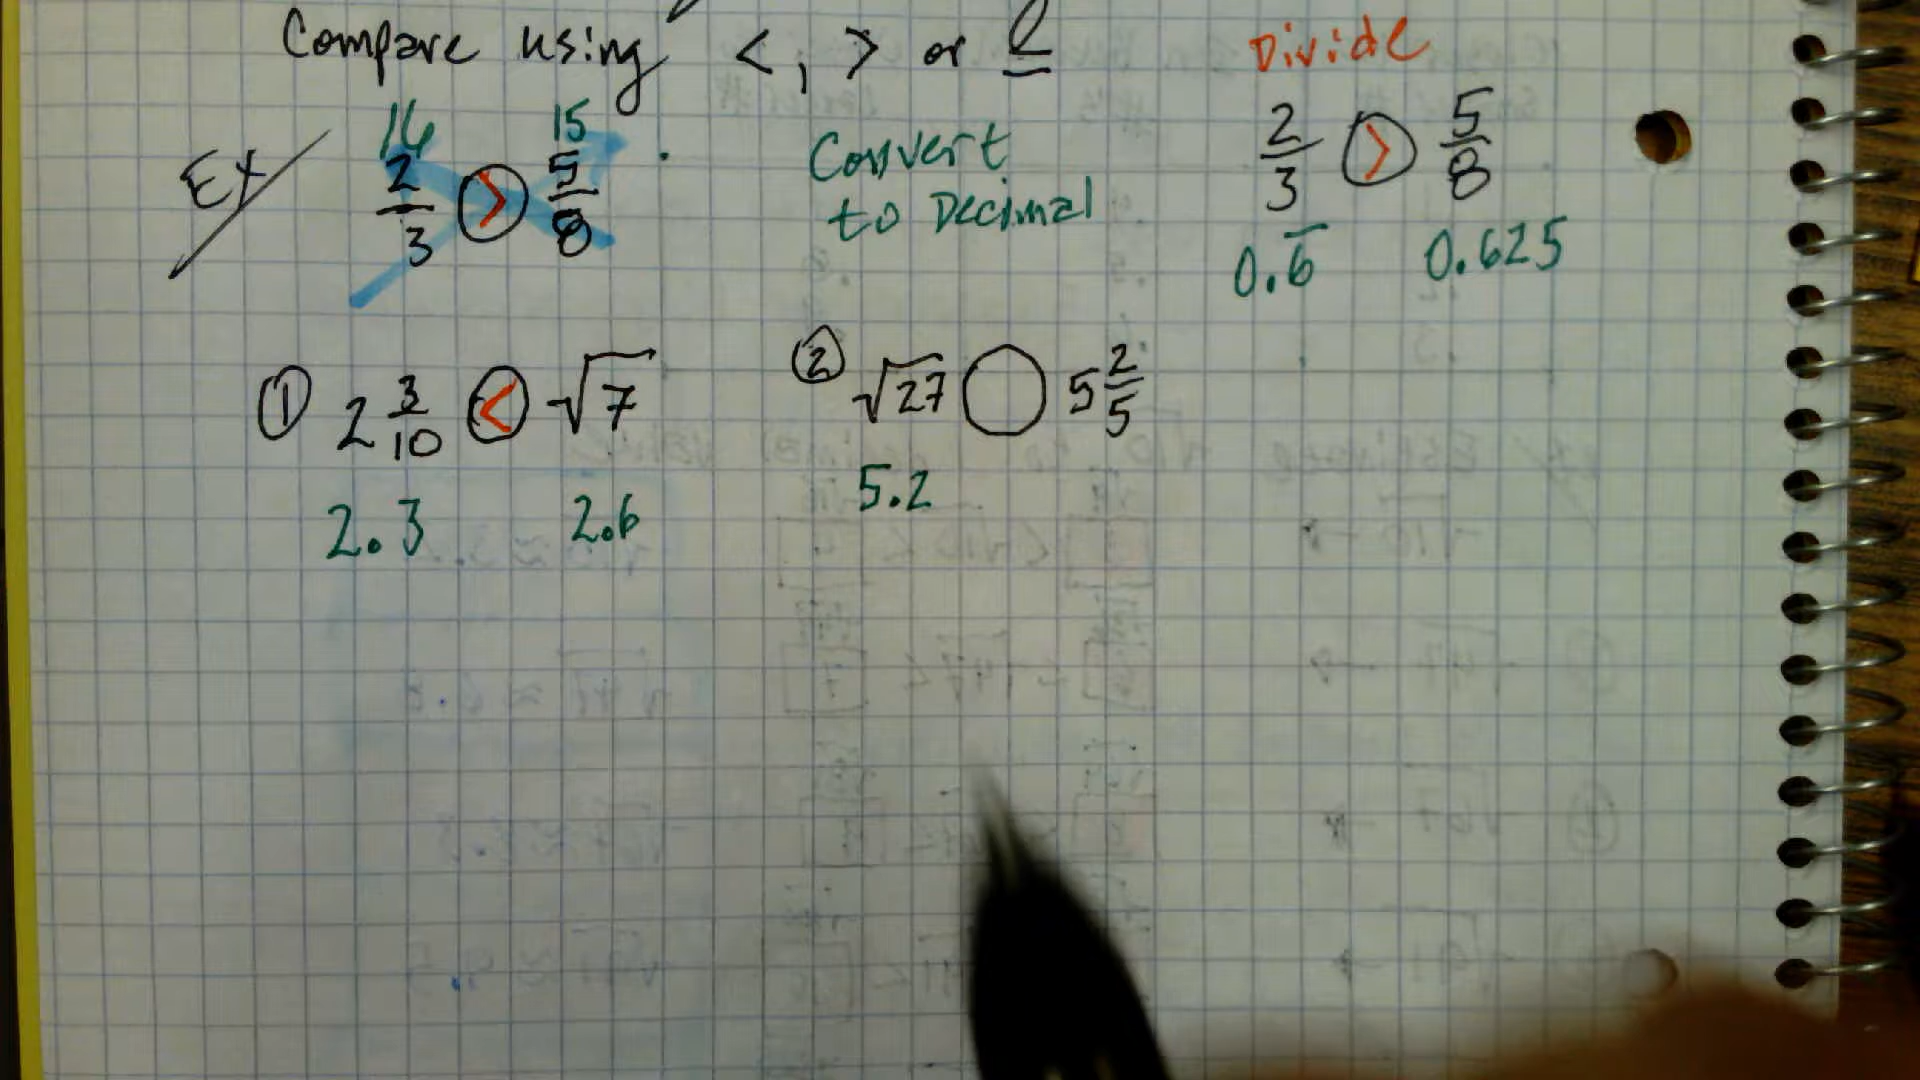 Compare using <, > or =
Divide
Ex
16 15
2/3 > 5/8
Convert
to Decimal
2/3 > 5/8
0.6̅ 0.625
① 2 3/10 < √7
2.3 2.6
② √27 ◯ 5 2/5
5.2